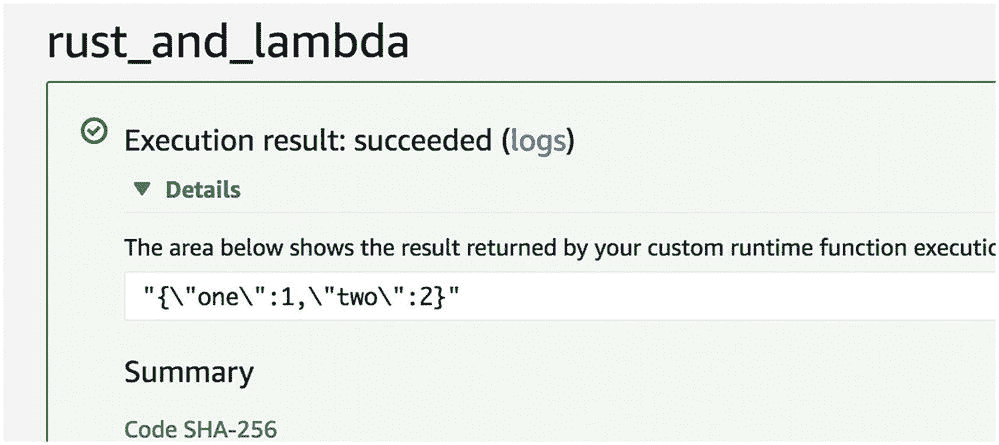 rust_and_lambda
Execution result: succeeded (logs)
Details
The area below shows the result returned by your custom runtime function
"{\"one\":1,\"two\":2}"
Summary
Code SHA-256